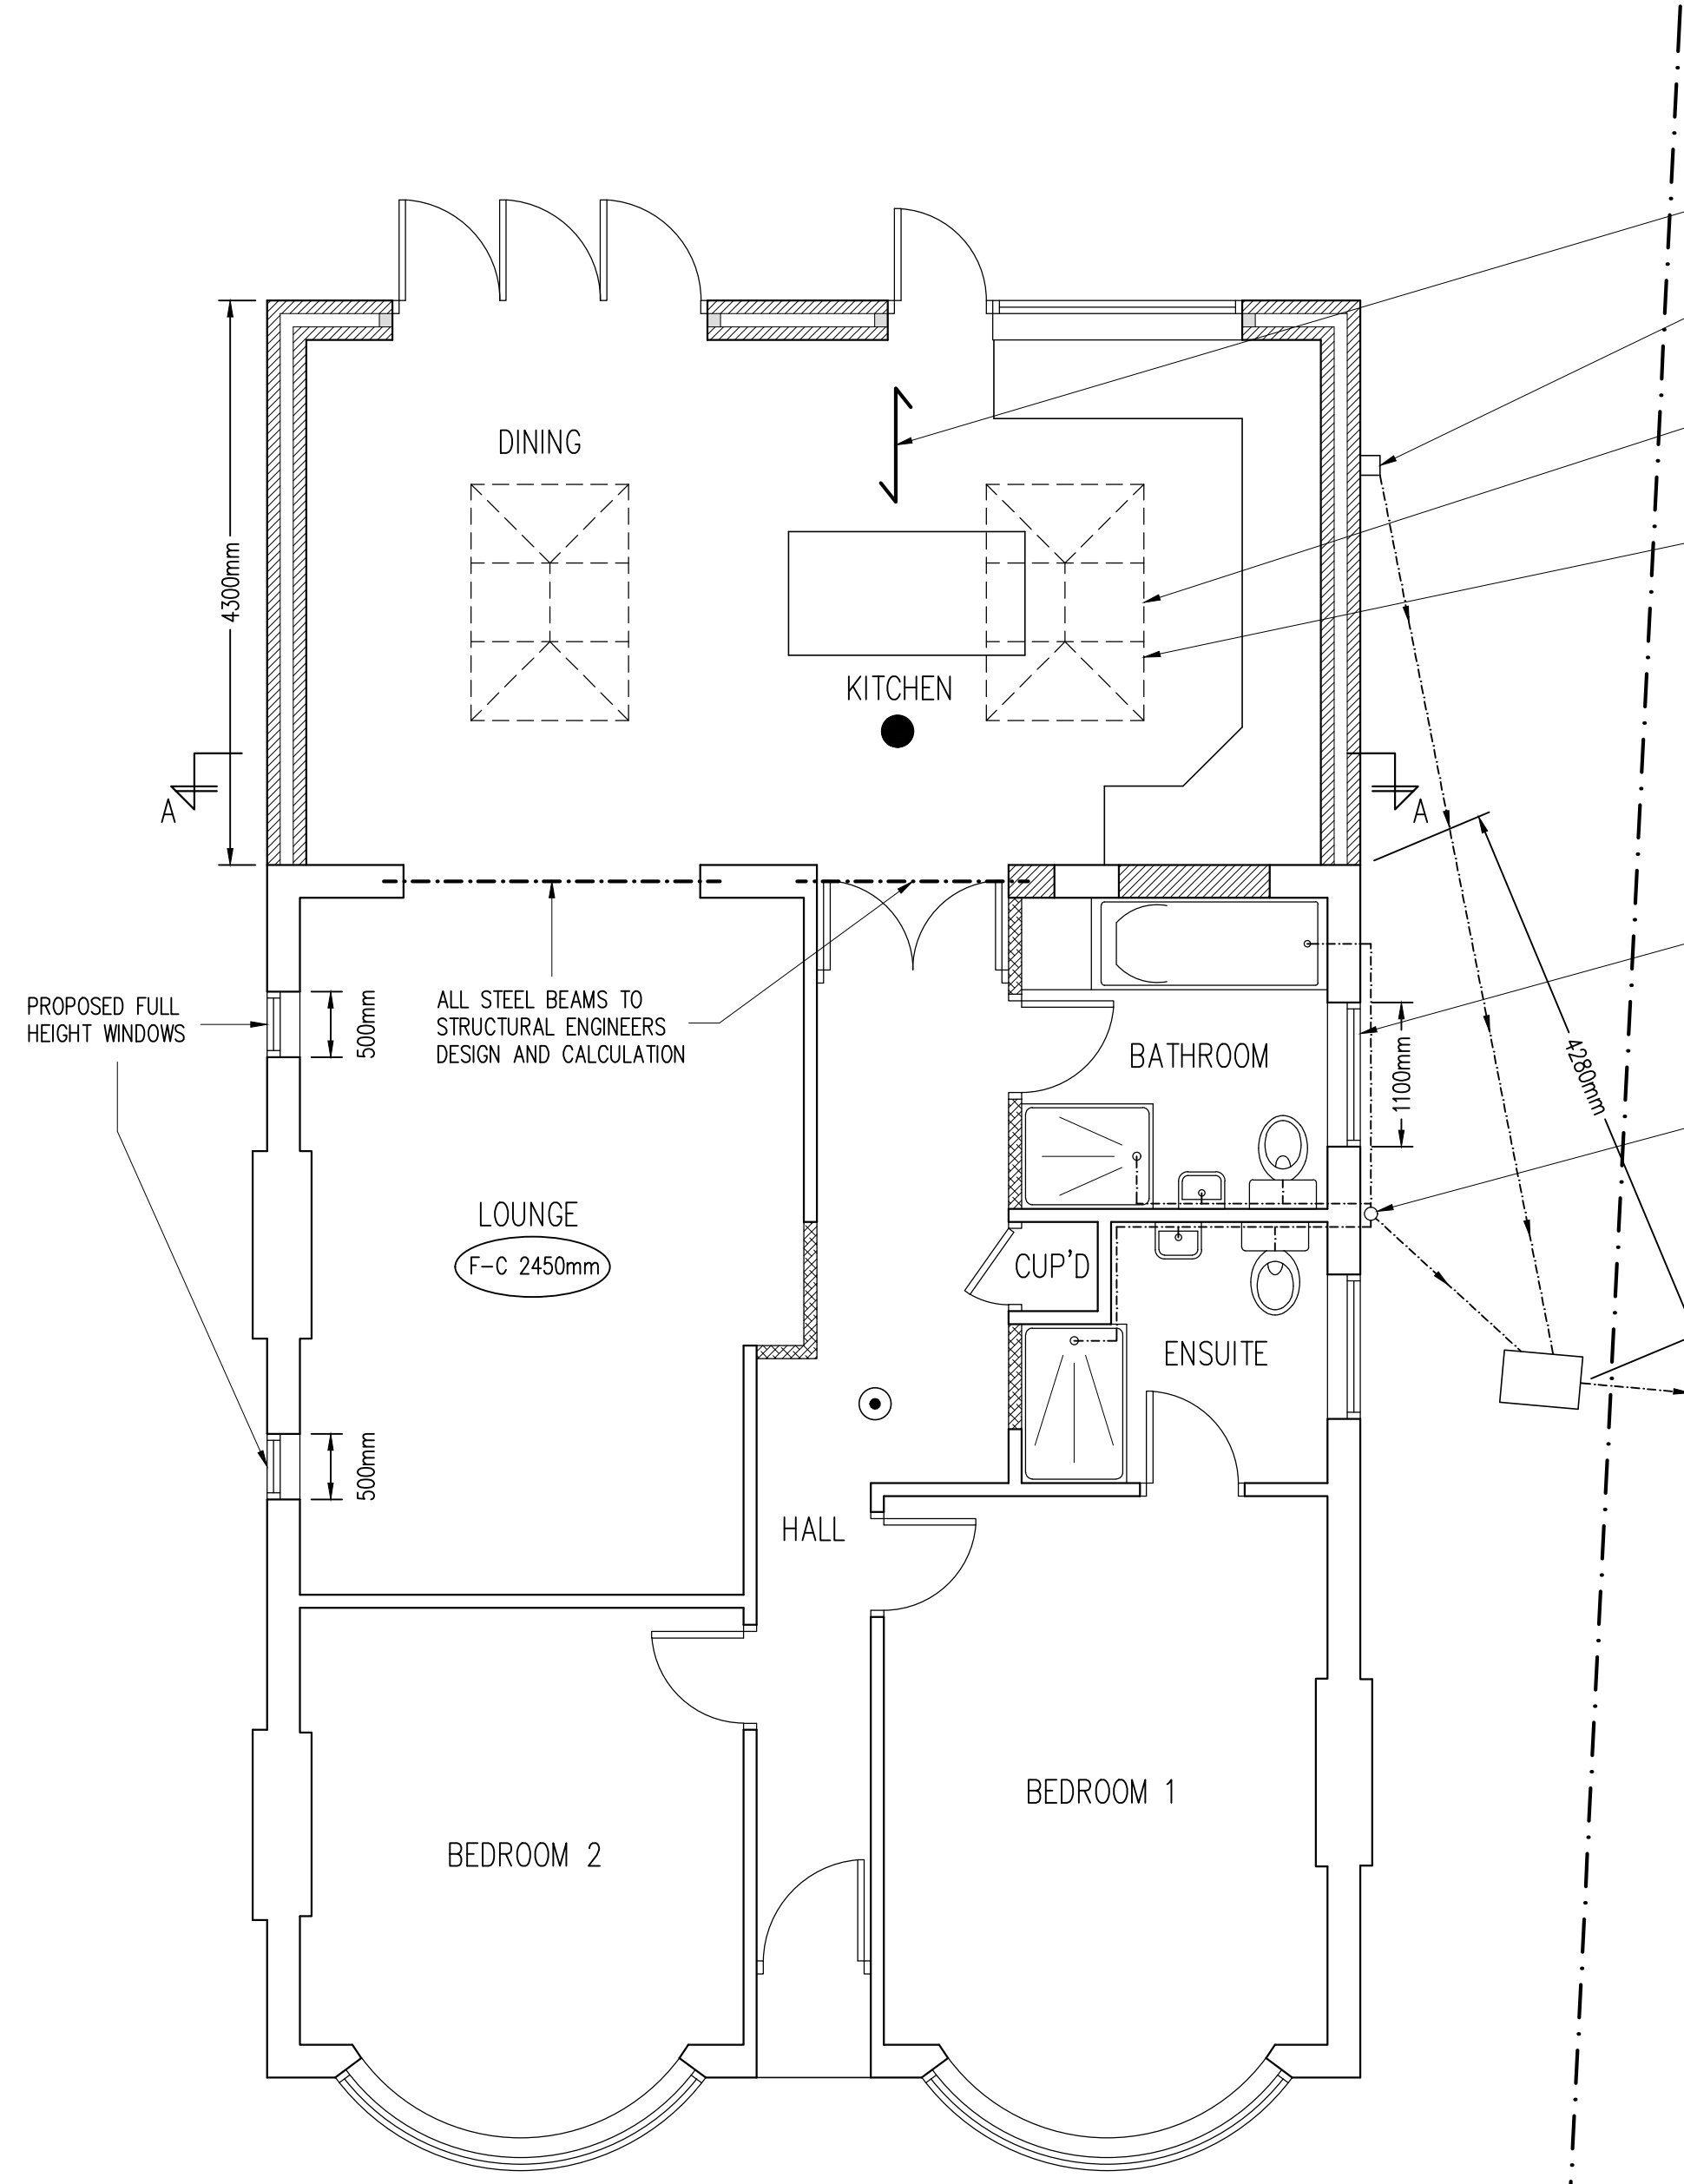 DINING
4300mm
KITCHEN
A
A
PROPOSED FULL
HEIGHT WINDOWS
500mm
ALL STEEL BEAMS TO
STRUCTURAL ENGINEERS
DESIGN AND CALCULATION
BATHROOM
1100mm
4280mm
LOUNGE
F-C 2450mm
CUP'D
ENSUITE
500mm
HALL
BEDROOM 1
BEDROOM 2